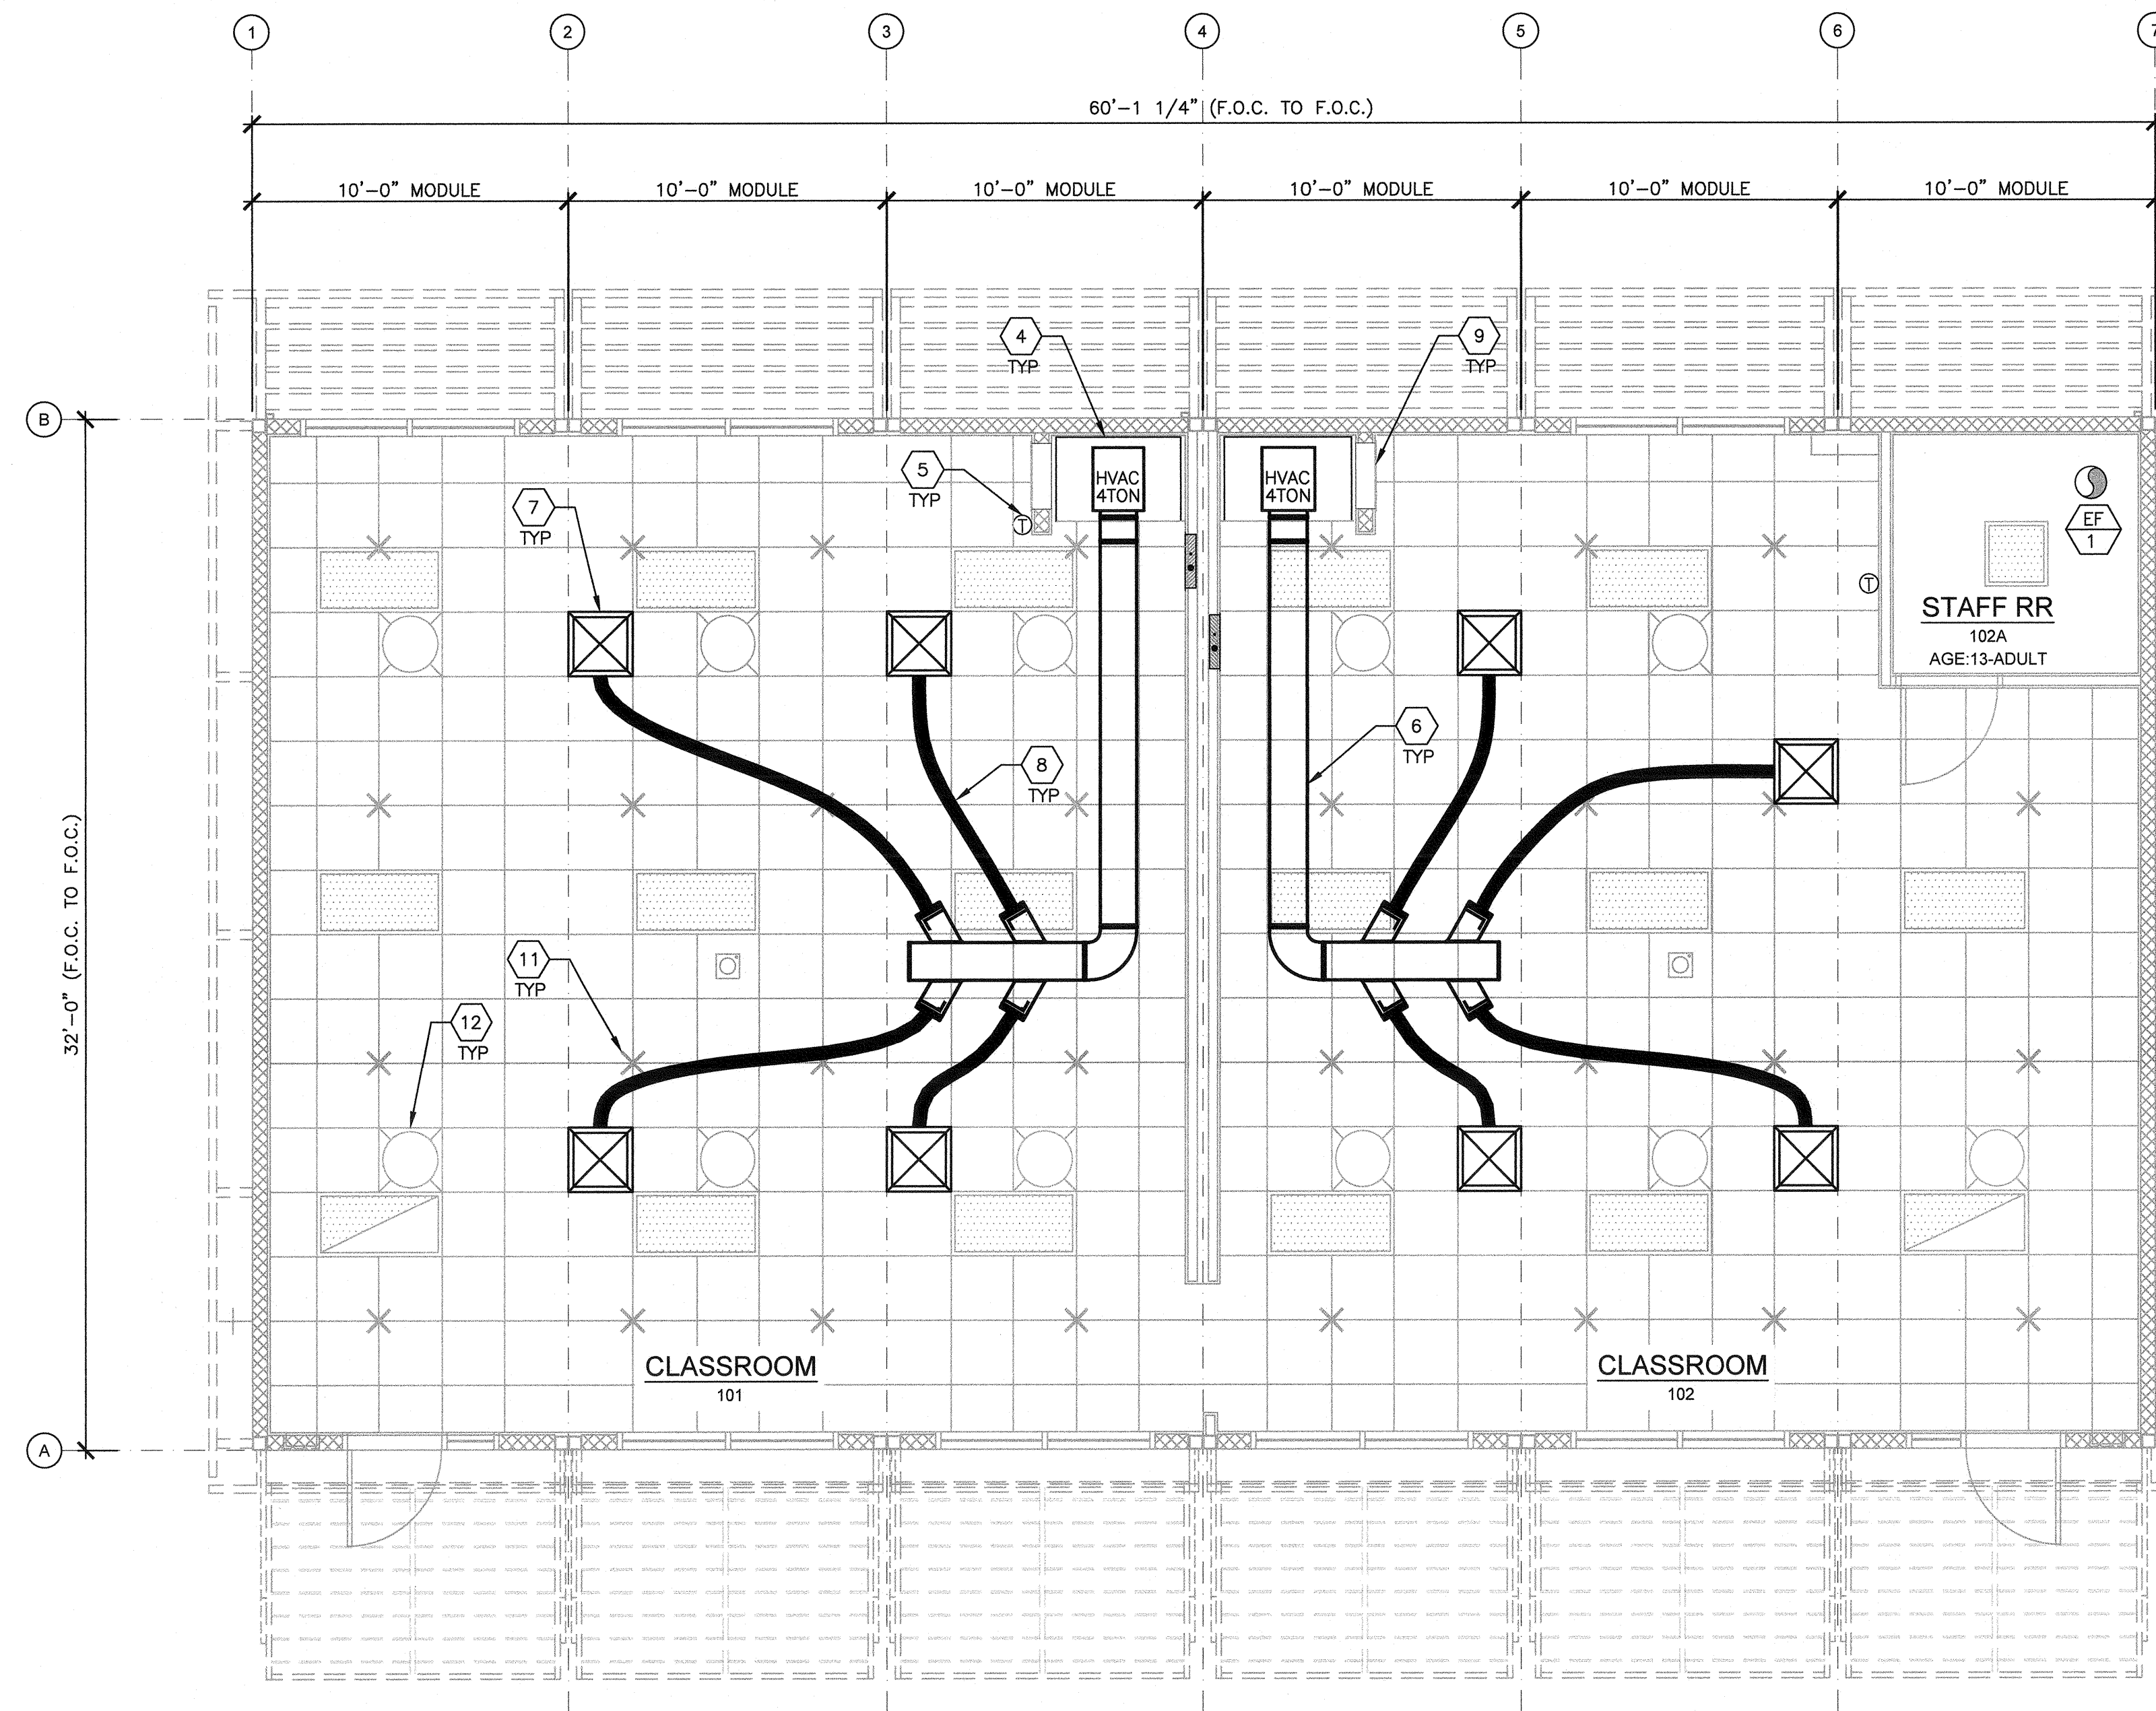 1 2 3 4 5 6 7
60'-1 1/4" (F.O.C. TO F.O.C.)
10'-0" MODULE 10'-0" MODULE 10'-0" MODULE 10'-0" MODULE 10'-0" MODULE 10'-0" MODULE
4
TYP
9
TYP
B
5
TYP
HVAC
4TON
HVAC
4TON
7
TYP
T
EF
1
T
STAFF RR
102A
AGE:13-ADULT
6
TYP
8
TYP
32'-0" (F.O.C. TO F.O.C.)
11
TYP
12
TYP
CLASSROOM
101
CLASSROOM
102
A